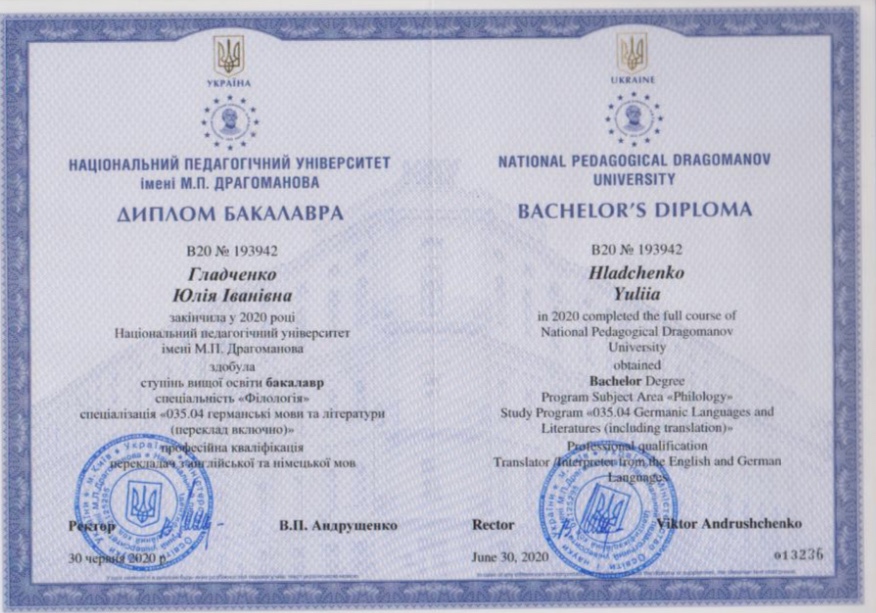 УКРАЇНА
НАЦІОНАЛЬНИЙ ПЕДАГОГІЧНИЙ УНІВЕРСИТЕТ
імені М.П. ДРАГОМАНОВА
ДИПЛОМ БАКАЛАВРА
В20 № 193942
Гладченко
Юлія Іванівна
закінчила у 2020 році
Національний педагогічний університет
імені М.П. Драгоманова
здобула
ступінь вищої освіти бакалавр
спеціальність «Філологія»
спеціалізація «035.04 германські мови та літератури
(переклад включно)»
професійна кваліфікація
перекладач з англійської та німецької мов
Ректор
В.П. Андрущенко
30 червня 2020 р.
UKRAINE
NATIONAL PEDAGOGICAL DRAGOMANOV
UNIVERSITY
BACHELOR'S DIPLOMA
B20 № 193942
Hladchenko
Yuliia
in 2020 completed the full course of
National Pedagogical Dragomanov
University
obtained
Bachelor Degree
Program Subject Area «Philology»
Study Program «035.04 Germanic Languages and
Literatures (including translation)»
Professional qualification
Translator /Interpreter from the English and German
Languages
Rector
Viktor Andrushchenko
June 30, 2020
013236